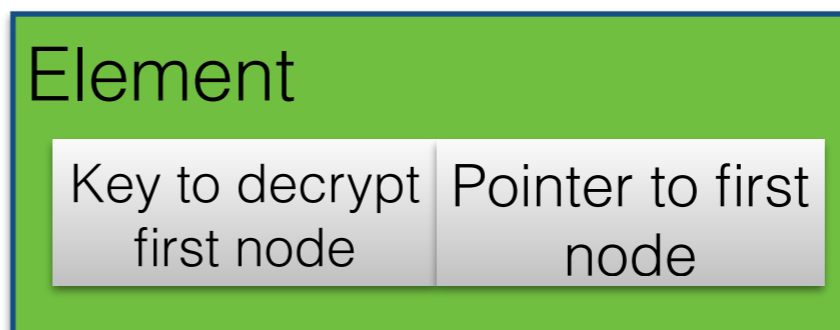 Element
Key to decrypt
first node
Pointer to first
node